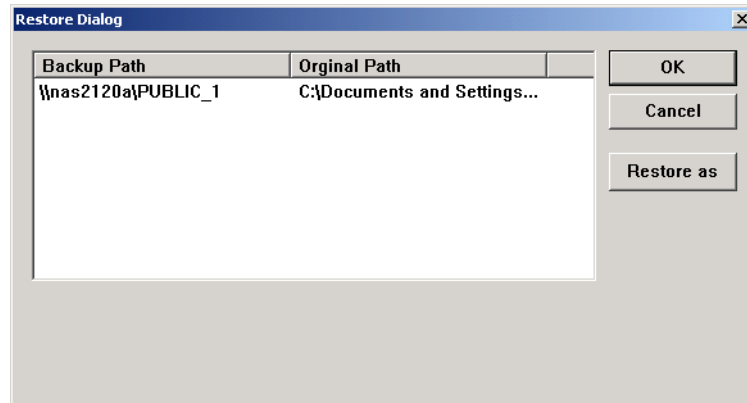 Restore Dialog
Backup Path Orginal Path
\\nas2120a\PUBLIC_1 C:\Documents and Settings...
OK
Cancel
Restore as